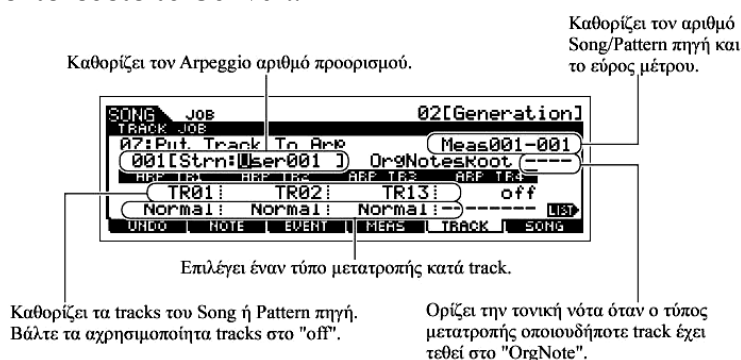 Καθορίζει τον αριθμό
Song/Pattern πηγή και
το εύρος μέτρου.
Καθορίζει τον Arpeggio αριθμό προορισμού.
SONG JOB 02[Generation]
TRACK JOB
07:Put Track To Arp Meas001-001
001[Strn:User001 ] OrgNotesRoot ----
ARP TR1 ARP TR2 ARP TR3 ARP TR4
TR01 TR02 TR13 off
Normal Normal Normal -------- LIST
UNDO NOTE EVENT MEAS TRACK SONG
Επιλέγει έναν τύπο μετατροπής κατά track.
Καθορίζει τα tracks του Song ή Pattern πηγή.
Βάλτε τα αχρησιμοποίητα tracks στο "off".
Ορίζει την τονική νότα όταν ο τύπος
μετατροπής οποιουδήποτε track έχει
τεθεί στο "OrgNote".